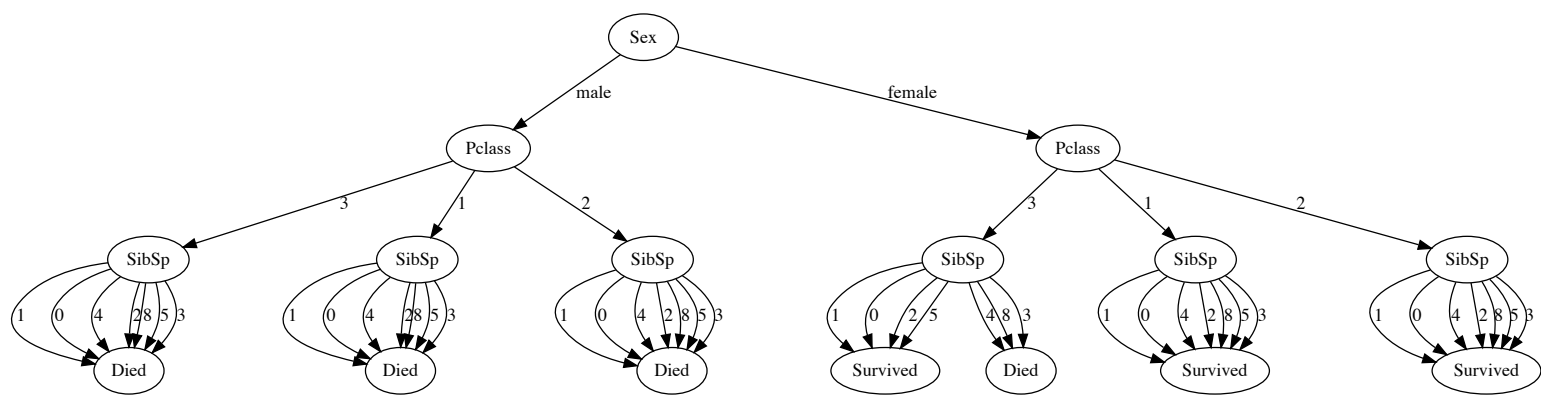 Sex
male
female
Pclass
Pclass
3
1
2
3
1
2
SibSp
SibSp
SibSp
SibSp
SibSp
SibSp
1 0 4 2 8 5 3
1 0 4 2 8 5 3
1 0 4 2 8 5 3
1 0 2 5 4 8 3
1 0 4 2 8 5 3
1 0 4 2 8 5 3
Died
Died
Died
Survived
Died
Survived
Survived